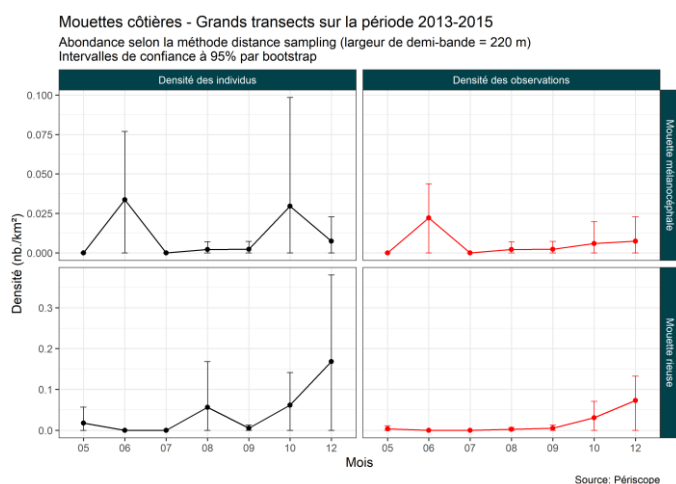 Mouettes côtières - Grands transects sur la période 2013-2015
Abondance selon la méthode distance sampling (largeur de demi-bande = 220 m)
Intervalles de confiance à 95% par bootstrap
Densité des individus
Densité des observations
0.100
0.075
0.050
0.025
0.000
Mouette mélanocéphale
Densité (nb./km²)
0.3
0.2
0.1
0.0
Mouette rieuse
05 06 07 08 09 10 12
05 06 07 08 09 10 12
Mois
Source: Périscope